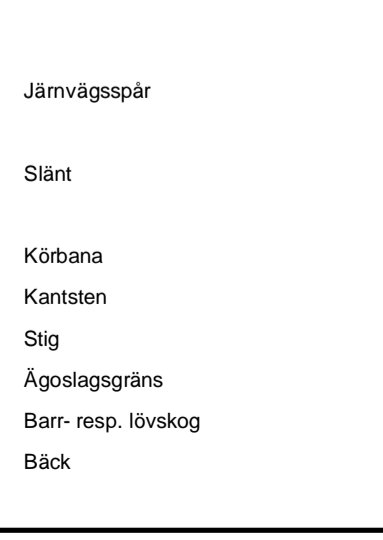 Järnvägsspår
Slänt
Körbana
Kantsten
Stig
Ägoslagsgräns
Barr- resp. lövskog
Bäck